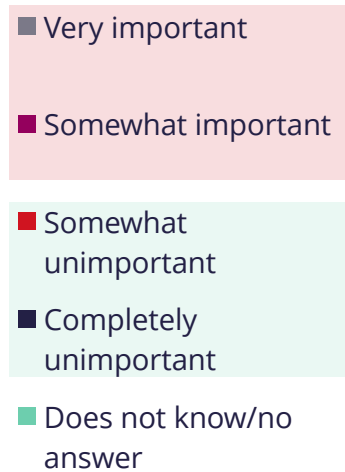 Very important
Somewhat important
Somewhat
unimportant
Completely
unimportant
Does not know/no
answer